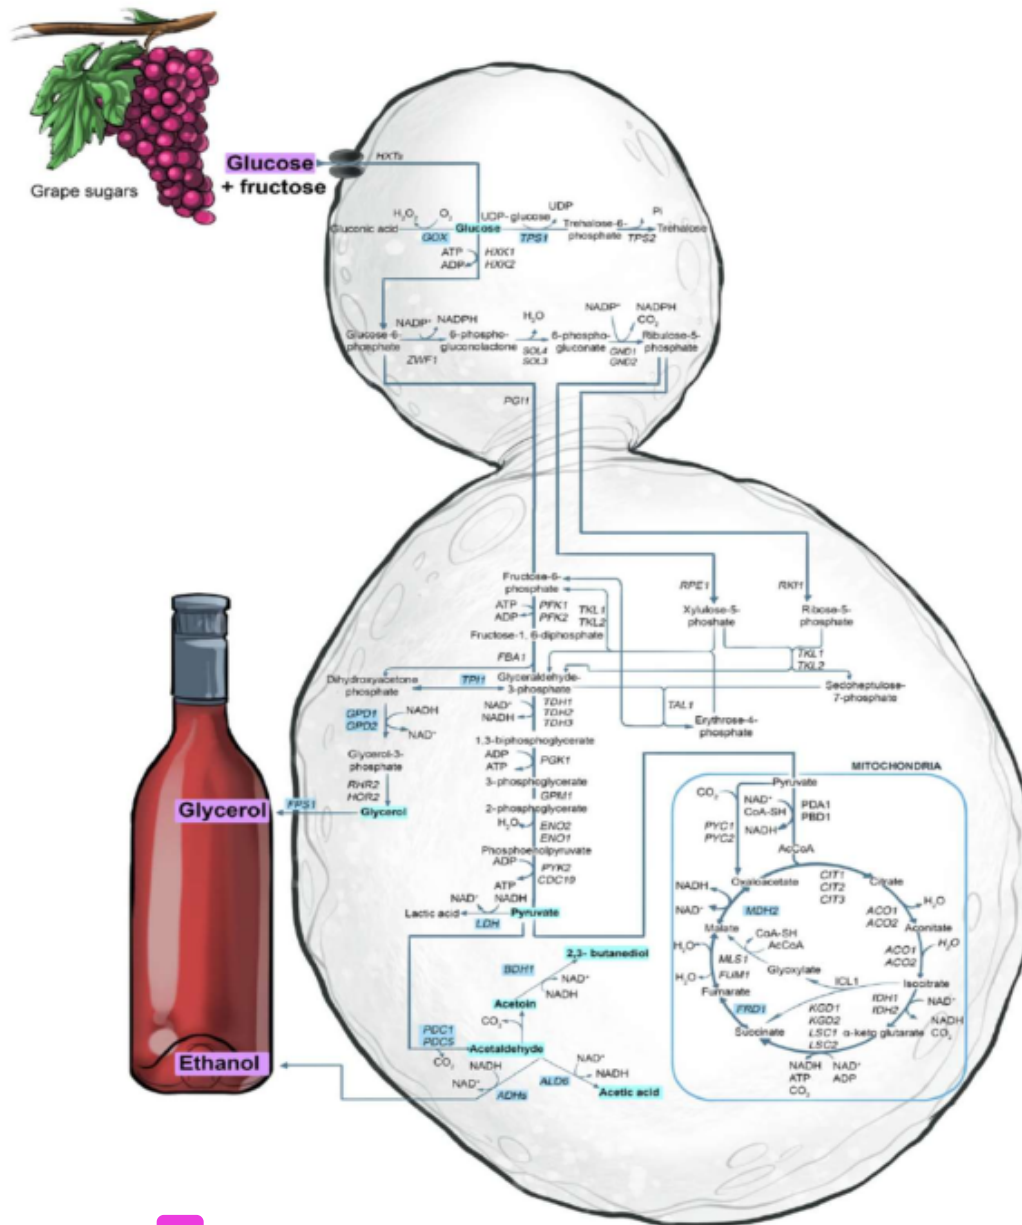 Grape sugars
Glucose
+ fructose
HXTs
Gluconic acid
H₂O₂
O₂
GOX
Glucose
UDP-glucose
UDP
TPS1
Trehalose-6-
phosphate
Pi
TPS2
Trehalose
ATP
ADP
HXK1
HXK2
Glucose-6-
phosphate
NADP⁺
NADPH
ZWF1
6-phospho-
gluconolactone
H₂O
SOL4
SOL3
6-phospho-
gluconate
NADP⁺
NADPH
CO₂
GND1
GND2
Ribulose-5-
phosphate
PGI1
Fructose-6-
phosphate
ATP
ADP
PFK1
PFK2
TKL1
TKL2
RPE1
Xylulose-5-
phoshate
RKI1
Ribose-5-
phosphate
Fructose-1, 6-diphosphate
FBA1
TKL1
TKL2
Dihydroxyacetone
phosphate
TPI1
Glyceraldehyde-
3-phosphate
Sedoheptulose-
7-phosphate
TAL1
Erythrose-4-
phosphate
GPD1
GPD2
NADH
NAD⁺
NAD⁺
NADH
TDH1
TDH2
TDH3
Glycerol-3-
phosphate
1,3-biphosphoglycerate
ADP
ATP
PGK1
RHR2
HOR2
3-phosphoglycerate
GPM1
Glycerol
FPS1
Glycerol
2-phosphoglycerate
H₂O
ENO2
ENO1
Phosphoenolpyruvate
ADP
ATP
PYK2
CDC19
NAD⁺
NADH
Lactic acid
LDH
Pyruvate
2,3- butanediol
BDH1
NAD⁺
NADH
Acetoin
CO₂
PDC1
PDC5
CO₂
Acetaldehyde
NADH
NAD⁺
ADHs
ALD6
NAD⁺
NADH
Acetic acid
Ethanol
MITOCHONDRIA
Pyruvate
CO₂
NAD⁺
CoA-SH
NADH
PDA1
PBD1
PYC1
PYC2
AcCoA
Oxaloacetate
CIT1
CIT2
CIT3
Citrate
NADH
NAD⁺
MDH2
ACO1
ACO2
H₂O
Aconitate
Malate
CoA-SH
AcCoA
H₂O
MLS1
FUM1
Glyoxylate
ACO1
ACO2
H₂O
H₂O
Fumarate
ICL1
Isocitrate
FRD1
KGD1
KGD2
LSC1
LSC2
IDH1
IDH2
NAD⁺
NADH
CO₂
Succinate
α-keto glutarate
NADH
ATP
CO₂
NAD⁺
ADP